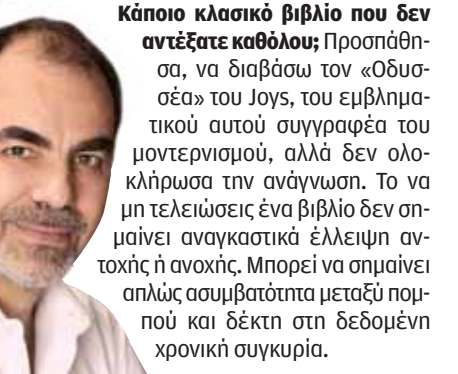 Κάποιο κλασικό βιβλίο που δεν
αντέξατε καθόλου; Προσπάθη-
σα, να διαβάσω τον «Οδυσ-
σέα» του Joys, του εμβλημα-
τικού αυτού συγγραφέα του
μοντερνισμού, αλλά δεν ολο-
κλήρωσα την ανάγνωση. Το να
μη τελειώσεις ένα βιβλίο δεν ση-
μαίνει αναγκαστικά έλλειψη αν-
τοχής ή ανοχής. Μπορεί να σημαίνει
απλώς ασυμβατότητα μεταξύ πομ-
πού και δέκτη στη δεδομένη
χρονική συγκυρία.